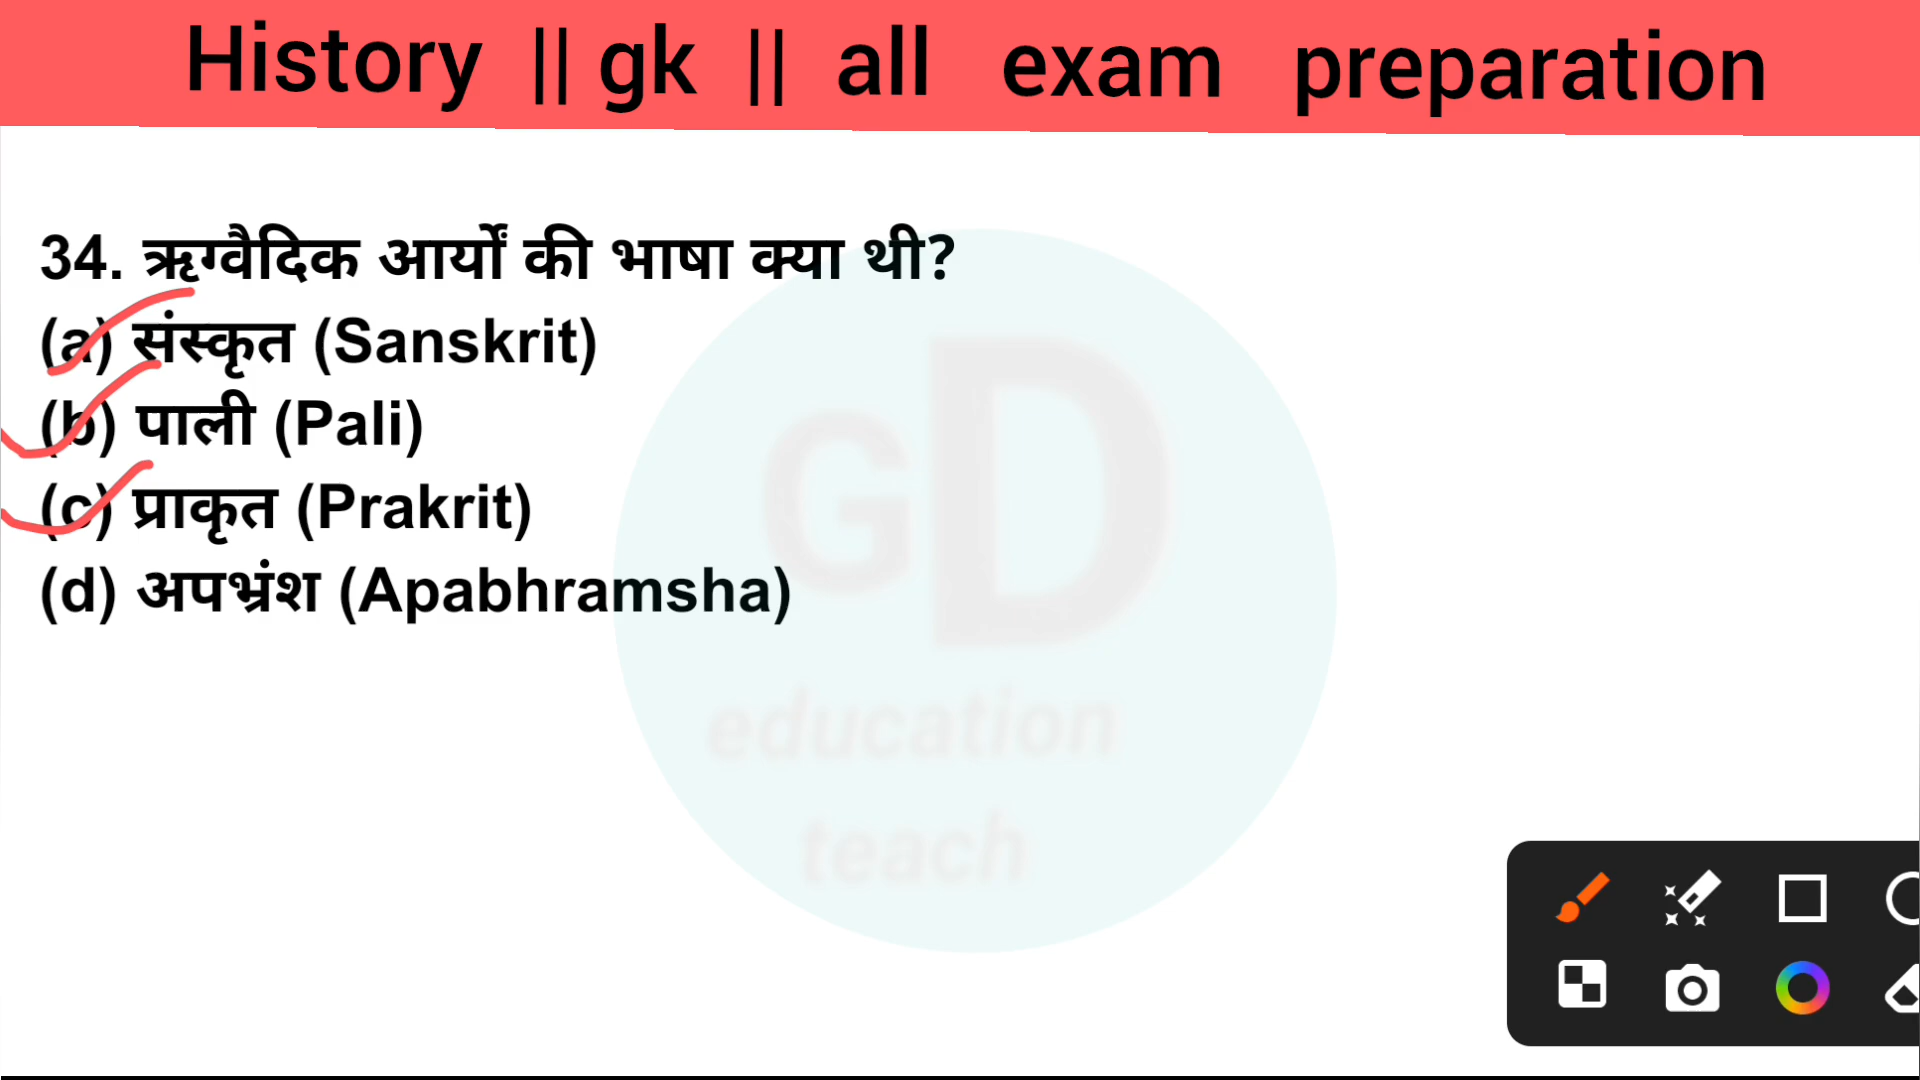 History || gk || all exam preparation
34. ऋग्वैदिक आर्यों की भाषा क्या थी?
(a) संस्कृत (Sanskrit)
(b) पाली (Pali)
(c) प्राकृत (Prakrit)
(d) अपभ्रंश (Apabhramsha)
GD
education
teach